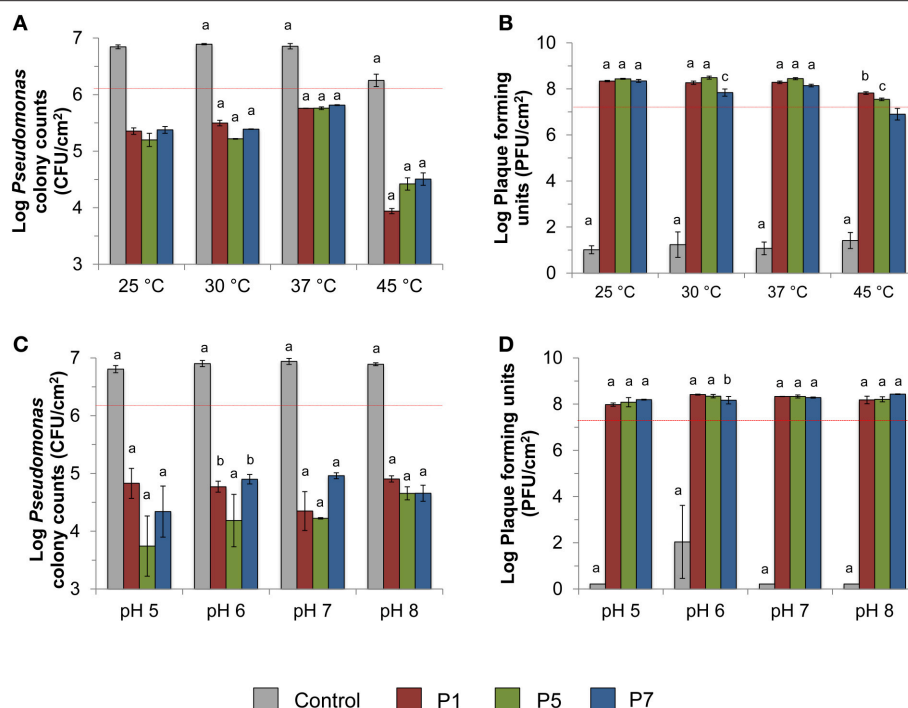 A
Log Pseudomonas
colony counts
(CFU/cm²)
7
6
5
4
3
a a a
a a a a a a
a a a
25 °C 30 °C 37 °C 45 °C
B
Log Plaque forming
units (PFU/cm²)
10
8
6
4
2
0
a a a a a c a a a b c
a a a a
25 °C 30 °C 37 °C 45 °C
C
Log Pseudomonas
colony counts (CFU/cm²)
7
6
5
4
3
a a a a
a a a b a b a a a a a a
pH 5 pH 6 pH 7 pH 8
D
Log Plaque forming units
(PFU/cm²)
10
8
6
4
2
0
a a a a a b a a a a a a
a a a a
pH 5 pH 6 pH 7 pH 8
Control P1 P5 P7